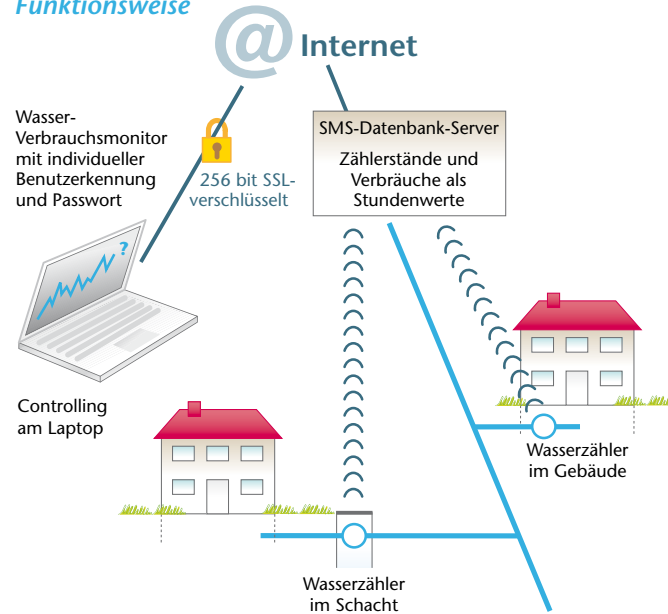 Funktionsweise
@ Internet
Wasser-
Verbrauchsmonitor
mit individueller
Benutzerkennung
und Passwort
256 bit SSL-
verschlüsselt
SMS-Datenbank-Server
Zählerstände und
Verbräuche als
Stundenwerte
?
Controlling
am Laptop
Wasserzähler
im Gebäude
Wasserzähler
im Schacht